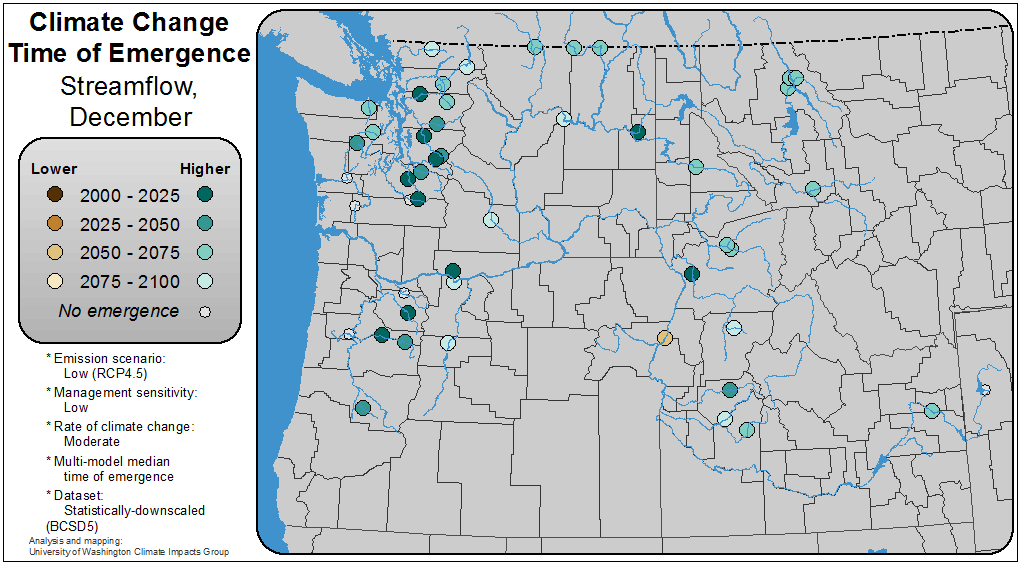 Climate Change
Time of Emergence
Streamflow,
December
Lower Higher
2000 - 2025
2025 - 2050
2050 - 2075
2075 - 2100
No emergence
* Emission scenario:
Low (RCP4.5)
* Management sensitivity:
Low
* Rate of climate change:
Moderate
* Multi-model median
time of emergence
* Dataset:
Statistically-downscaled
(BCSD5)
Analysis and mapping:
University of Washington Climate Impacts Group